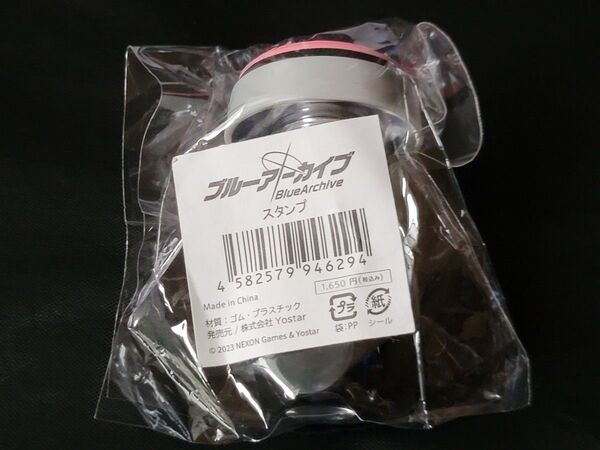 ブルーアーカイブ
BlueArchive
スタンプ
4 582579 946294
Made in China
1,650 円(税込み)
材質：ゴム・プラスチック
発売元 / 株式会社 Yostar
© 2023 NEXON Games & Yostar
プラ
袋:PP
紙
シール